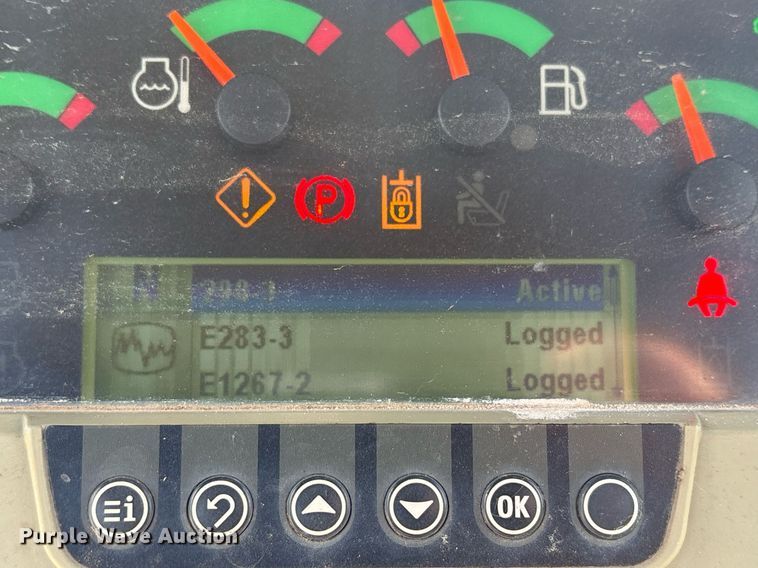 P
Active
E283-3 Logged
E1267-2 Logged
i OK
Purple Wave Auction